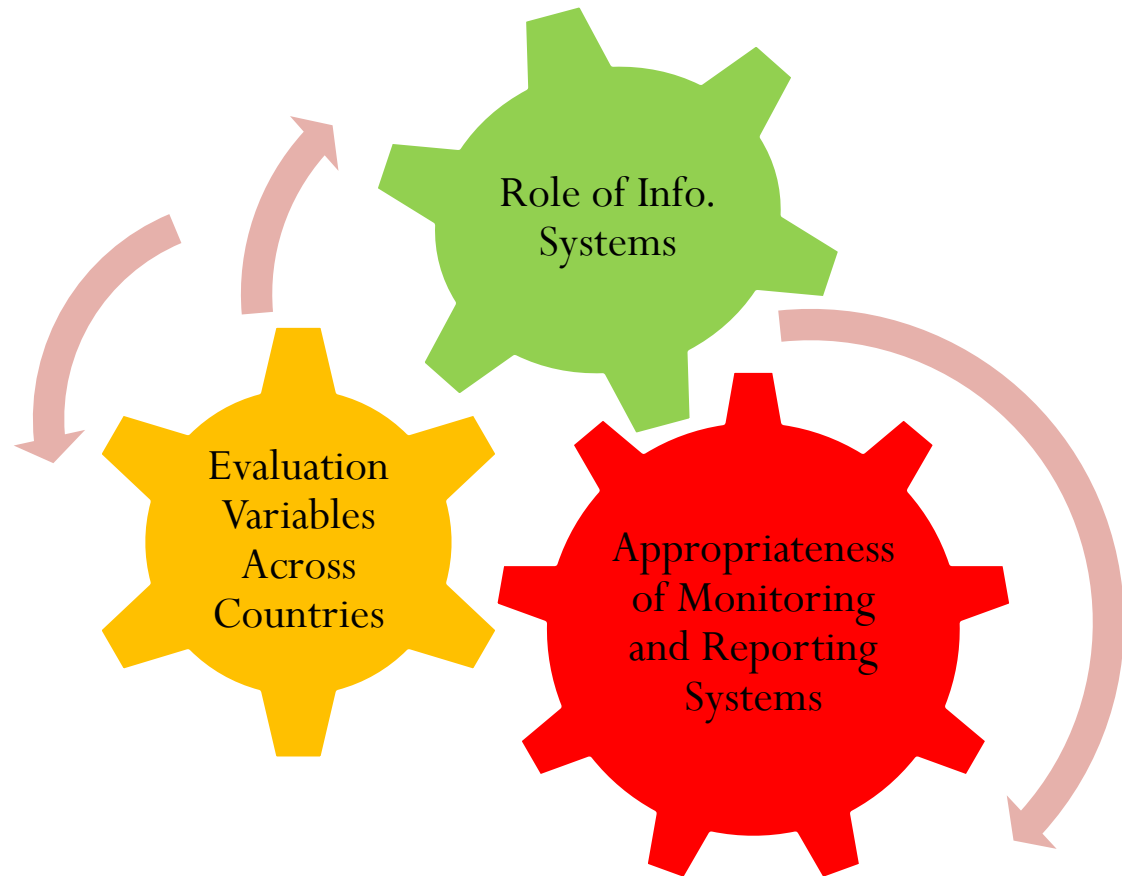 Role of Info.
Systems
Evaluation
Variables
Across
Countries
Appropriateness
of Monitoring
and Reporting
Systems